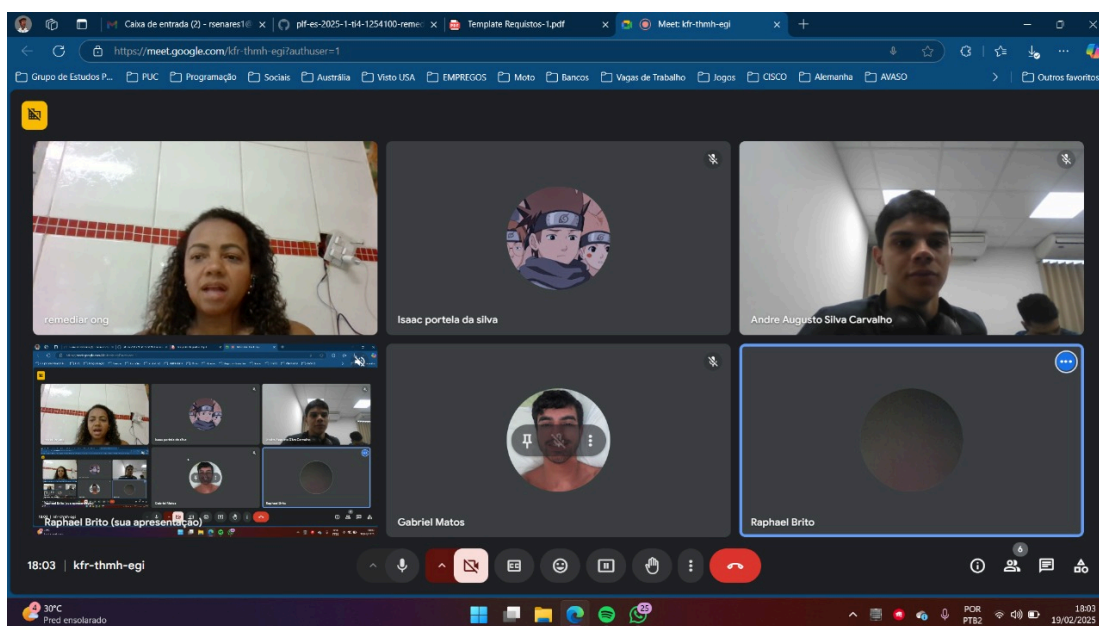 Caixa de entrada (2) - rsenares1@
plf-es-2025-1-ti4-1254100-remed
Template Requistos-1.pdf
Meet: kfr-thmh-egi
https://meet.google.com/kfr-thmh-egi?authuser=1
Grupo de Estudos P...
PUC
Programação
Sociais
Austrália
Visto USA
EMPREGOS
Moto
Bancos
Vagas de Trabalho
Jogos
CISCO
Alemanha
AVASO
Outros favoritos
remediar ong
Isaac portela da silva
Andre Augusto Silva Carvalho
Raphael Brito (sua apresentação)
Gabriel Matos
Raphael Brito
18:03 | kfr-thmh-egi
6
4
30°C
Pred ensolarado
25
POR
PTB2
18:03
19/02/2025